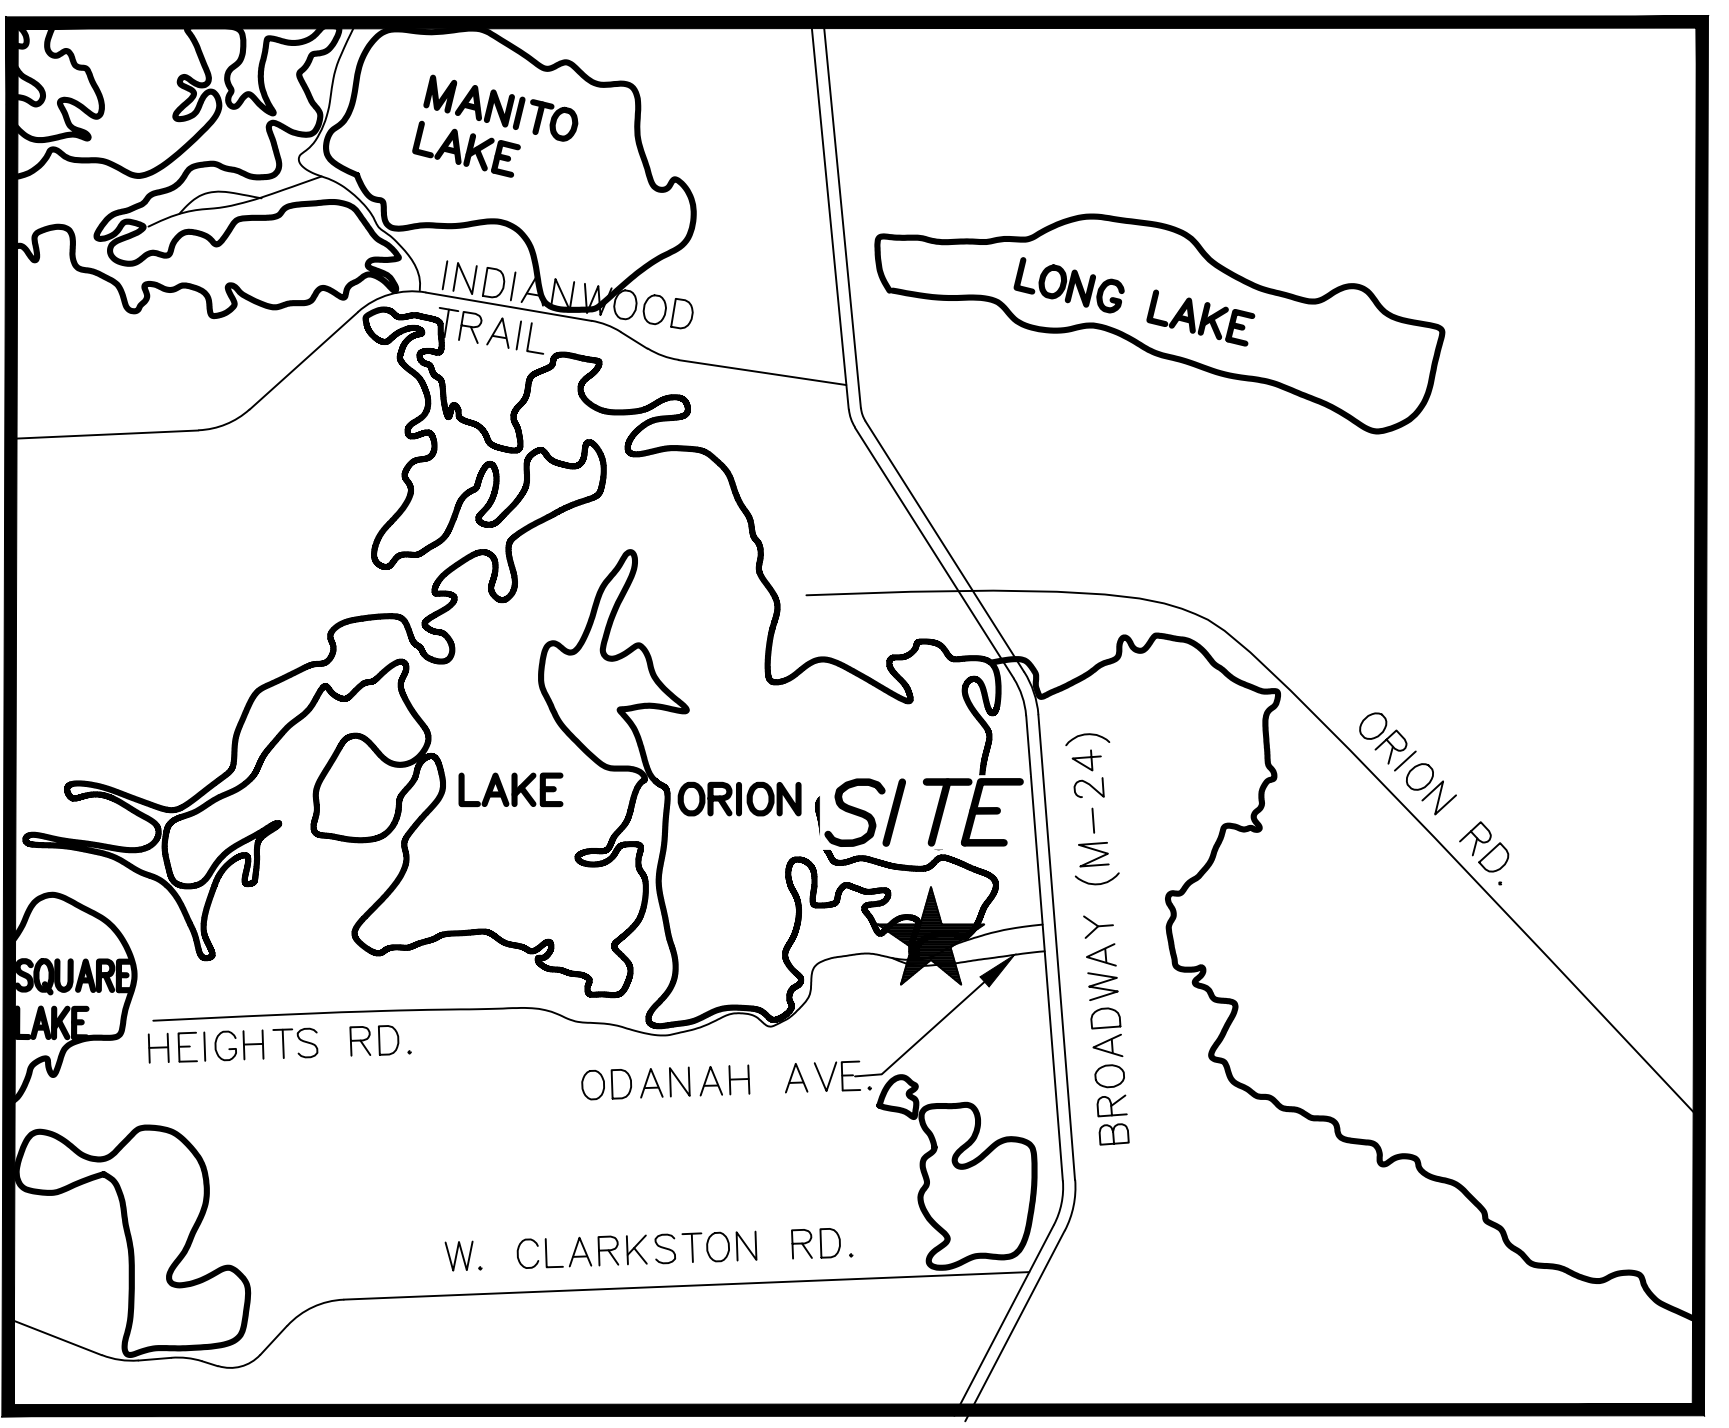 MANITO
LAKE
INDIANWOOD
TRAIL
LONG LAKE
ORION RD.
LAKE ORION
SITE
BROADWAY (M-24)
SQUARE
LAKE
HEIGHTS RD.
ODANAH AVE.
W. CLARKSTON RD.